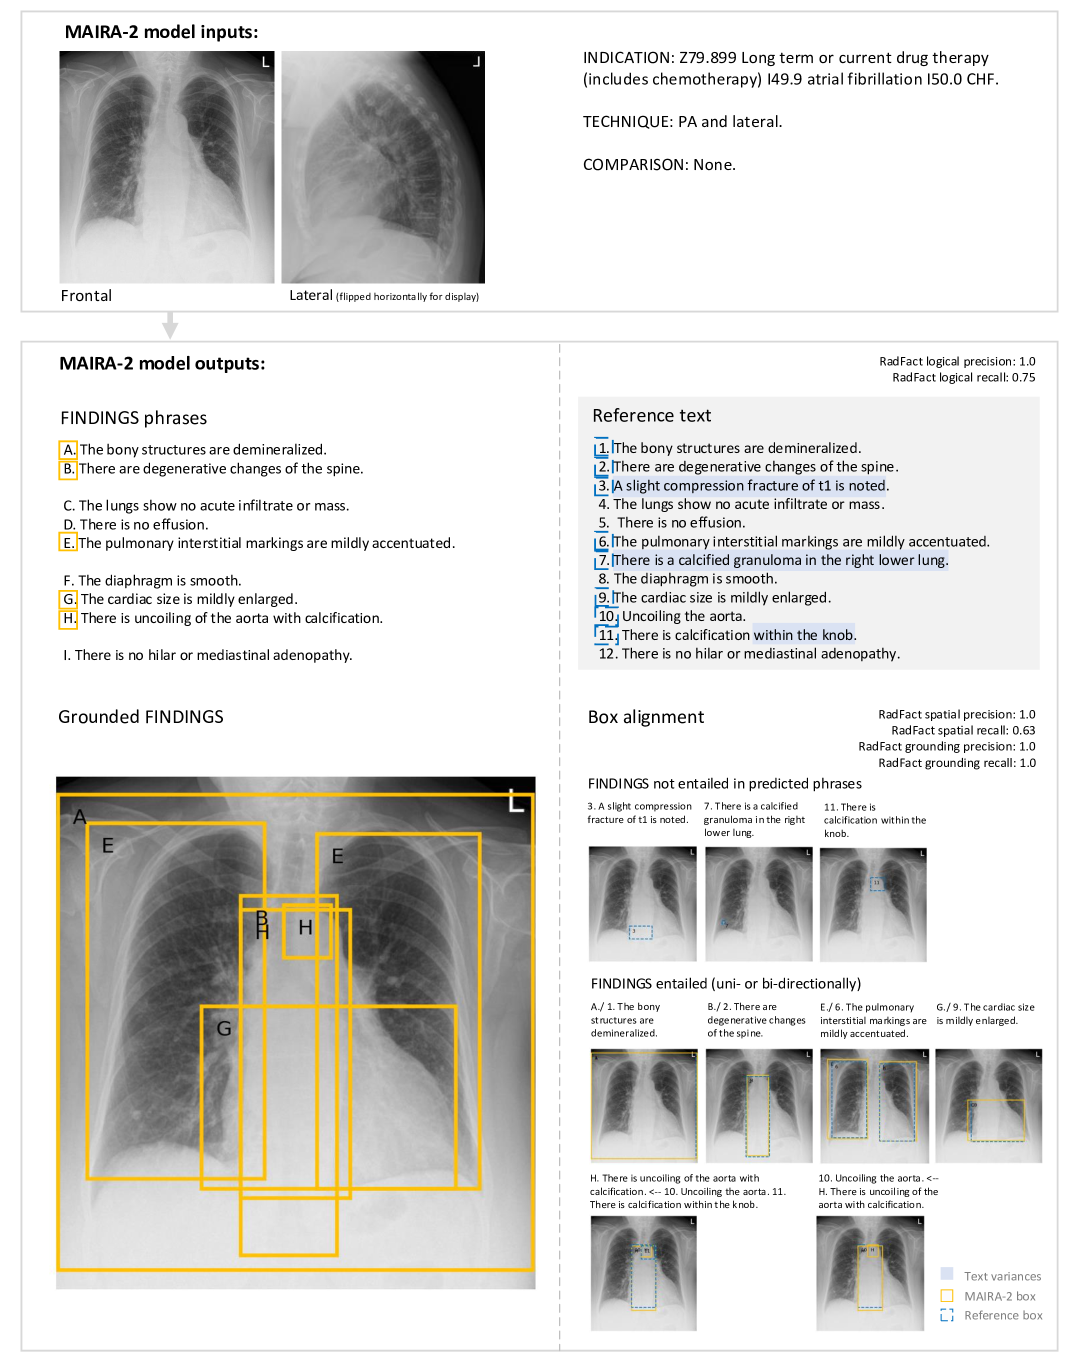 MAIRA-2 model inputs:
L
L
Frontal
Lateral (flipped horizontally for display)
INDICATION: Z79.899 Long term or current drug therapy
(includes chemotherapy) I49.9 atrial fibrillation I50.0 CHF.
TECHNIQUE: PA and lateral.
COMPARISON: None.
MAIRA-2 model outputs:
FINDINGS phrases
A. The bony structures are demineralized.
B. There are degenerative changes of the spine.
C. The lungs show no acute infiltrate or mass.
D. There is no effusion.
E. The pulmonary interstitial markings are mildly accentuated.
F. The diaphragm is smooth.
G. The cardiac size is mildly enlarged.
H. There is uncoiling of the aorta with calcification.
I. There is no hilar or mediastinal adenopathy.
RadFact logical precision: 1.0
RadFact logical recall: 0.75
Reference text
1. The bony structures are demineralized.
2. There are degenerative changes of the spine.
3. A slight compression fracture of t1 is noted.
4. The lungs show no acute infiltrate or mass.
5. There is no effusion.
6. The pulmonary interstitial markings are mildly accentuated.
7. There is a calcified granuloma in the right lower lung.
8. The diaphragm is smooth.
9. The cardiac size is mildly enlarged.
10. Uncoiling the aorta.
11. There is calcification within the knob.
12. There is no hilar or mediastinal adenopathy.
Grounded FINDINGS
L
A
E
E
B
H
H
G
Box alignment
RadFact spatial precision: 1.0
RadFact spatial recall: 0.63
RadFact grounding precision: 1.0
RadFact grounding recall: 1.0
FINDINGS not entailed in predicted phrases
3. A slight compression
fracture of t1 is noted.
7. There is a calcified
granuloma in the right
lower lung.
11. There is
calcification within the
knob.
L
L
L
3
7
11
FINDINGS entailed (uni- or bi-directionally)
A./ 1. The bony
structures are
demineralized.
B./ 2. There are
degenerative changes
of the spine.
E./ 6. The pulmonary
interstitial markings are
mildly accentuated.
G./ 9. The cardiac size
is mildly enlarged.
L
L
L
L
H. There is uncoiling of the aorta with
calcification. <-- 10. Uncoiling the aorta. 11.
There is calcification within the knob.
10. Uncoiling the aorta. <--
H. There is uncoiling of the
aorta with calcification.
L
L
Text variances
MAIRA-2 box
Reference box